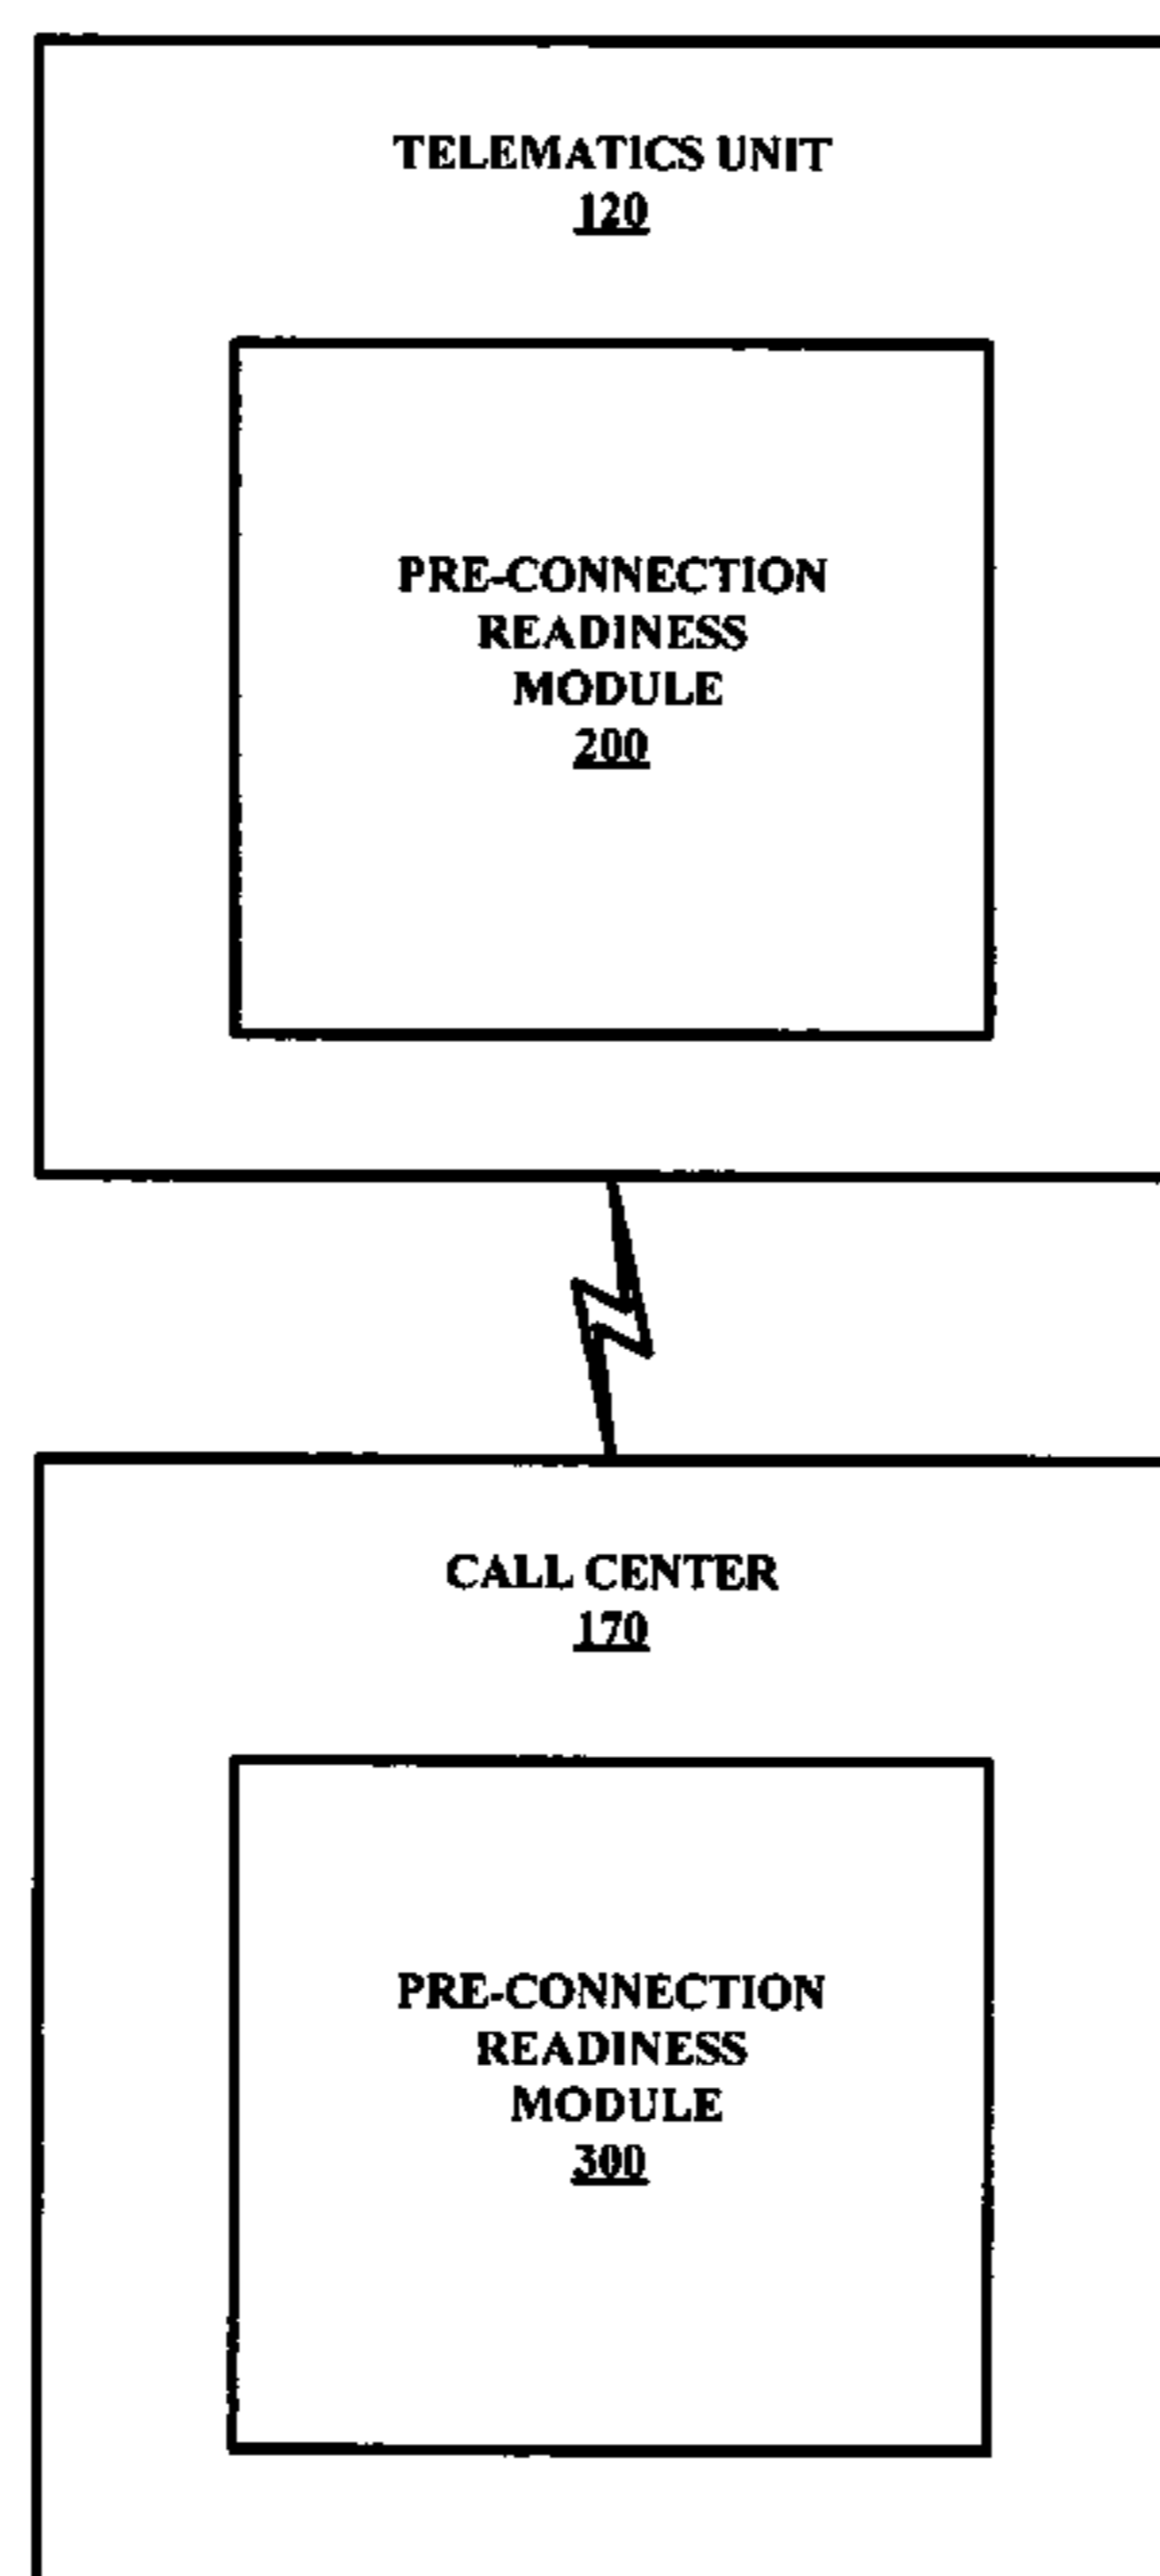 TELEMATICS UNIT
120
PRE-CONNECTION
READINESS
MODULE
200
CALL CENTER
170
PRE-CONNECTION
READINESS
MODULE
300